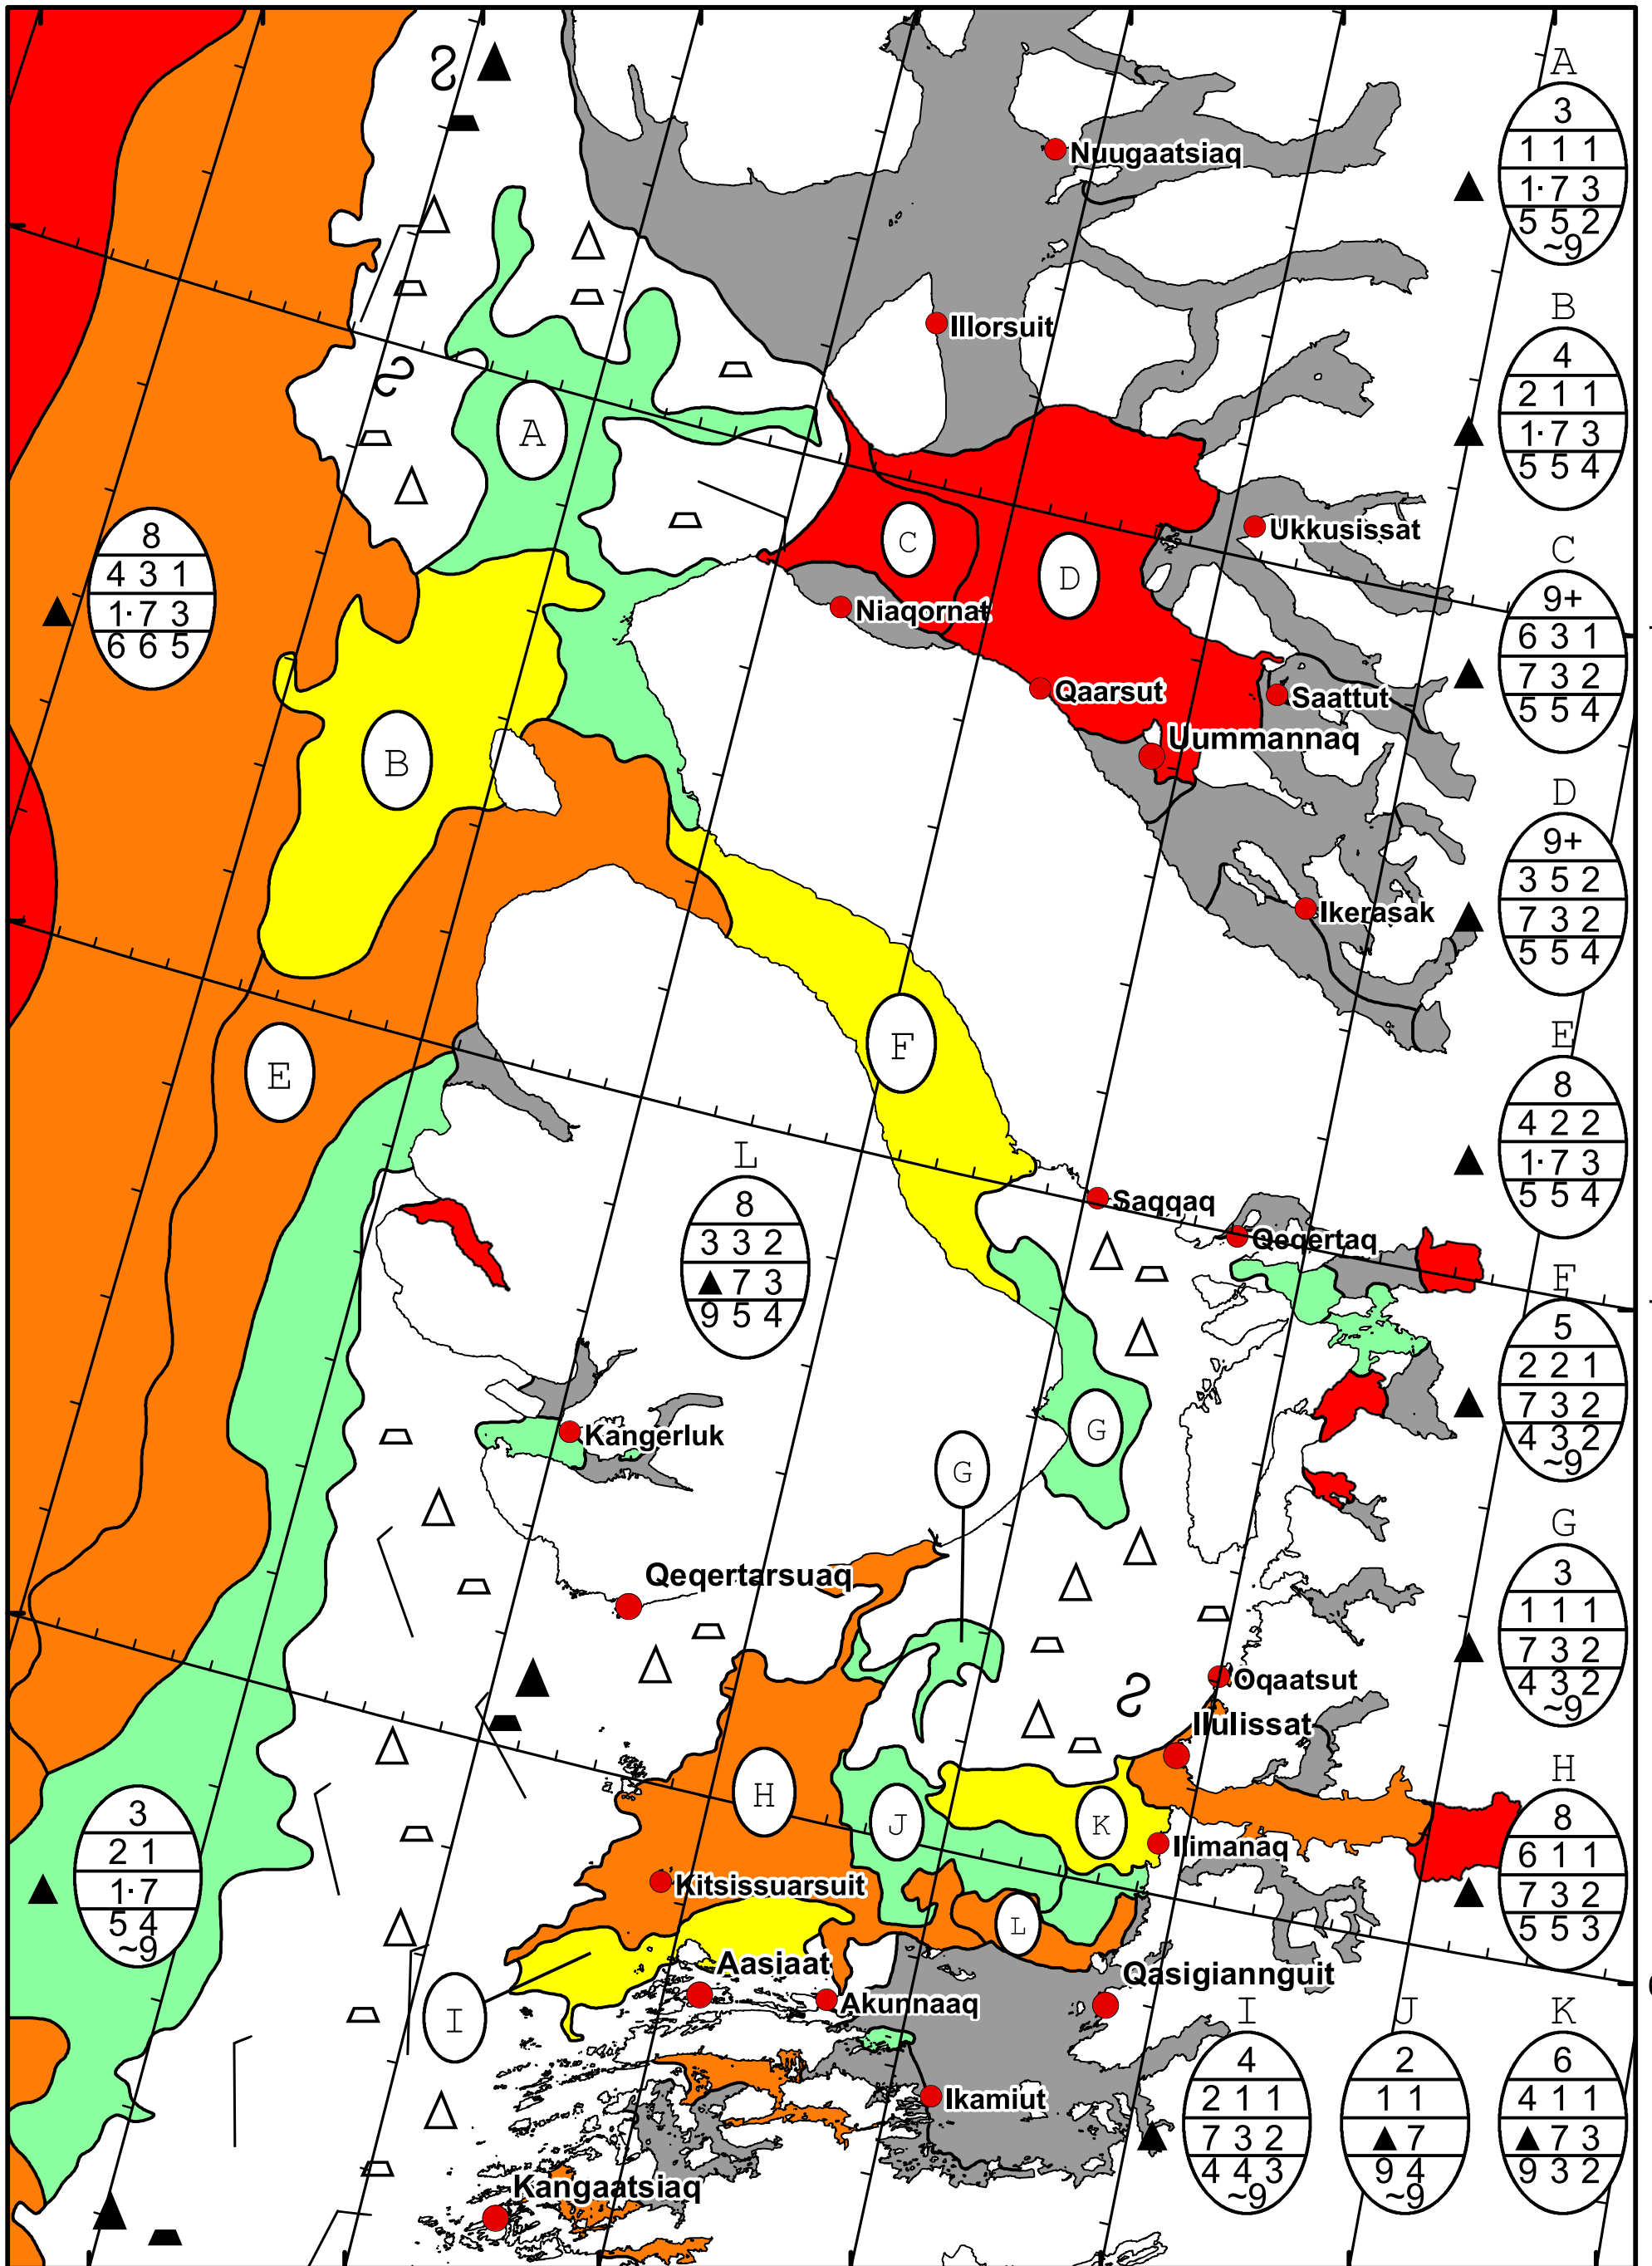 A
3
1 1 1
1· 7 3
5 5 2
~9
Nuugaatsiaq
B
4
2 1 1
1· 7 3
5 5 4
Illorsuit
A
8
4 3 1
1· 7 3
6 6 5
C
Ukkusissat
C
9+
6 3 1
7 3 2
5 5 4
D
Niaqornat
Qaarsut
Saattut
Uummannaq
B
D
9+
3 5 2
7 3 2
5 5 4
Ikerasak
F
E
E
8
4 2 2
1· 7 3
5 5 4
L
8
3 3 2
▲ 7 3
9 5 4
Saqqaq
Qeqertaq
F
5
2 2 1
7 3 2
4 3 2
~9
Kangerluk
G
G
G
3
1 1 1
7 3 2
4 3 2
~9
Qeqertarsuaq
Oqaatsut
Ilulissat
H
8
6 1 1
7 3 2
5 5 3
H
J
K
3
2 1
1· 7
5 4
~9
Ilimanaq
Kitsissuarsuit
L
Aasiaat
Qasigiannguit
Akunnaaq
I
I
4
2 1 1
7 3 2
4 4 3
~9
J
2
1 1
▲ 7
9 4
~9
K
6
4 1 1
▲ 7 3
9 3 2
Ikamiut
Kangaatsiaq